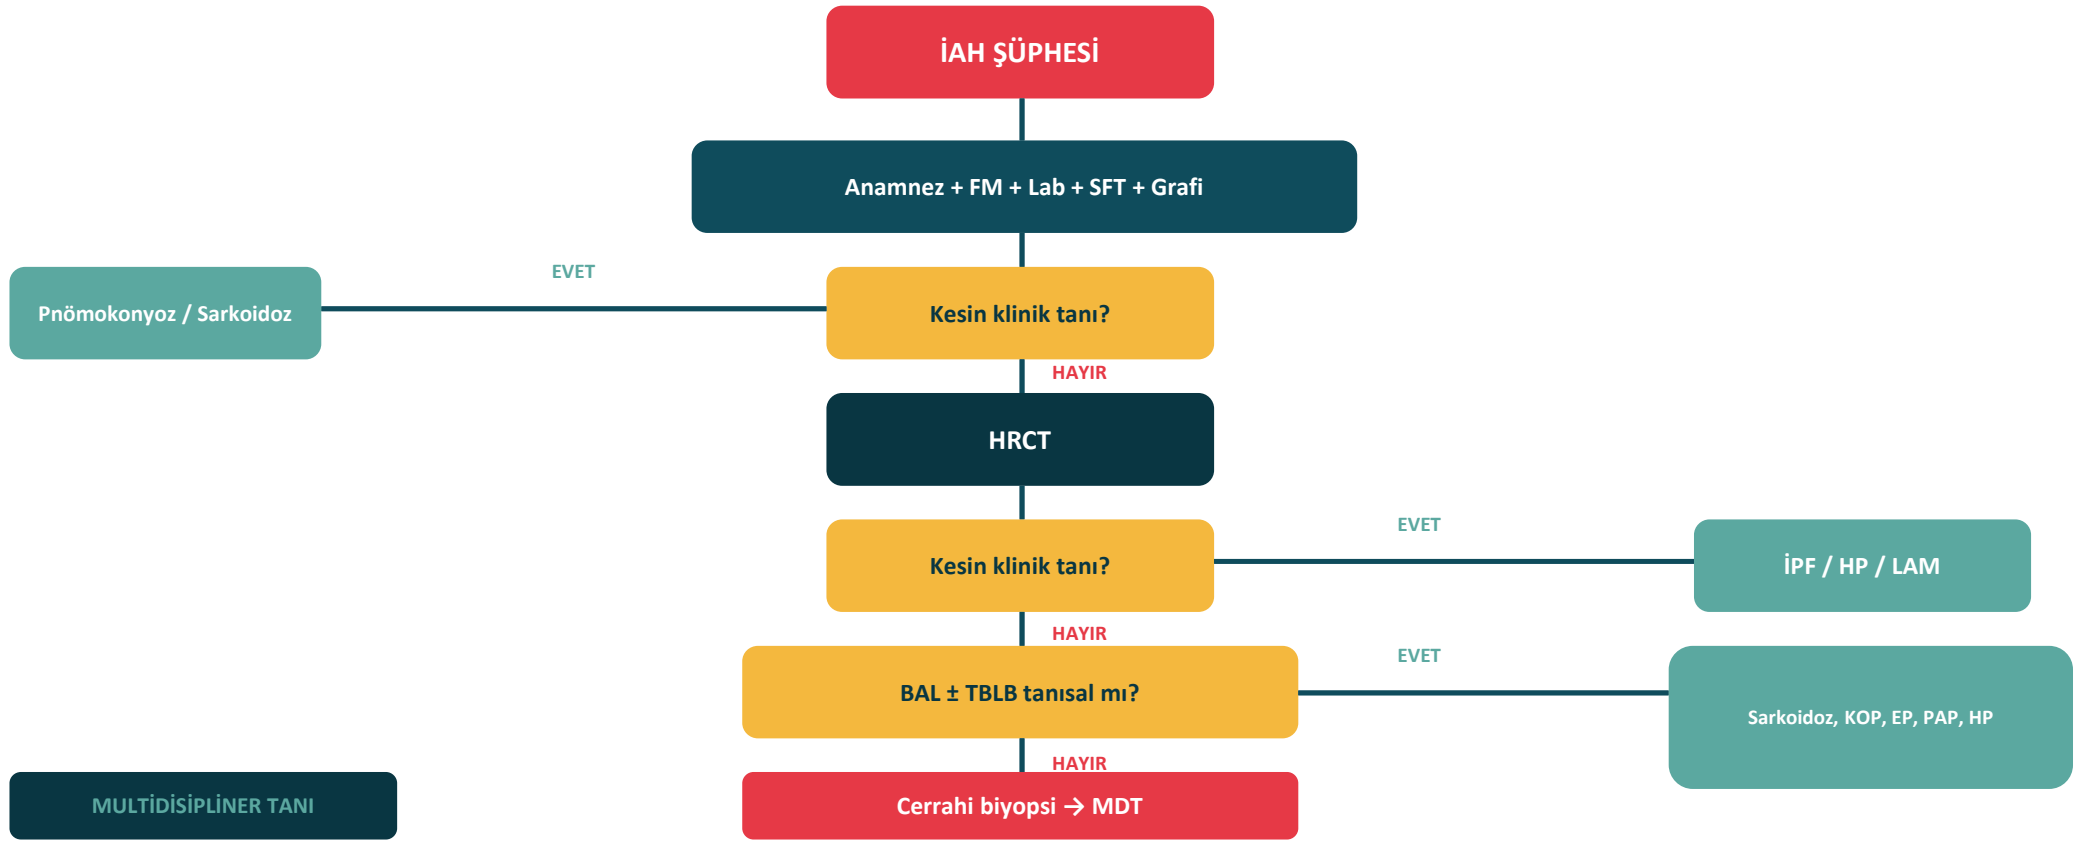 İAH ŞÜPHESİ
Anamnez + FM + Lab + SFT + Grafi
EVET
Pnömokonyoz / Sarkoidoz
Kesin klinik tanı?
HAYIR
HRCT
EVET
Kesin klinik tanı?
İPF / HP / LAM
HAYIR
EVET
BAL ± TBLB tanısal mı?
Sarkoidoz, KOP, EP, PAP, HP
HAYIR
MULTİDİSİPLİNER TANI
Cerrahi biyopsi → MDT